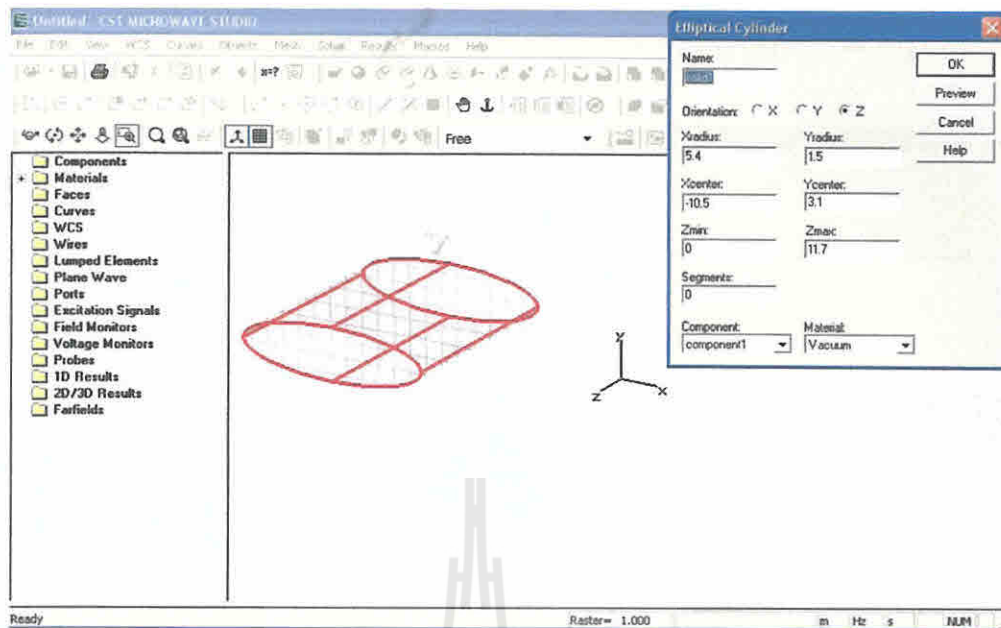 Untitled - CST MICROWAVE STUDIO
File Edit View WCS Curves Objects Mesh Solve Results Macros Help
x=?
Free
Components
Materials
Faces
Curves
WCS
Wires
Lumped Elements
Plane Wave
Ports
Excitation Signals
Field Monitors
Voltage Monitors
Probes
1D Results
2D/3D Results
Farfields
y
z
x
Elliptical Cylinder
Name:
solid1
OK
Preview
Cancel
Help
Orientation: X Y Z
Xradius: Yradius:
5.4 1.5
Xcenter: Ycenter:
-10.5 3.1
Zmin: Zmax:
0 11.7
Segments:
0
Component: Material:
component1 Vacuum
Ready Raster= 1.000 m Hz s NUM